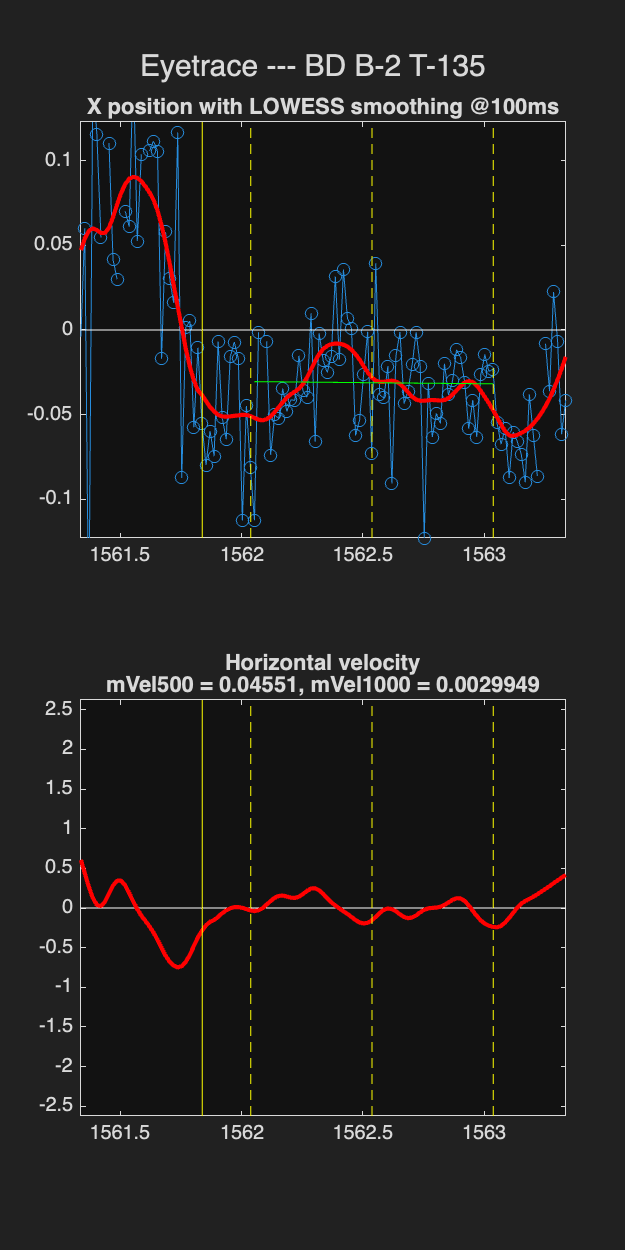 Eyetrace --- BD B-2 T-135
X position with LOWESS smoothing @100ms
0.1
0.05
0
-0.05
-0.1
1561.5 1562 1562.5 1563
Horizontal velocity
mVel500 = 0.04551, mVel1000 = 0.0029949
2.5
2
1.5
1
0.5
0
-0.5
-1
-1.5
-2
-2.5
1561.5 1562 1562.5 1563